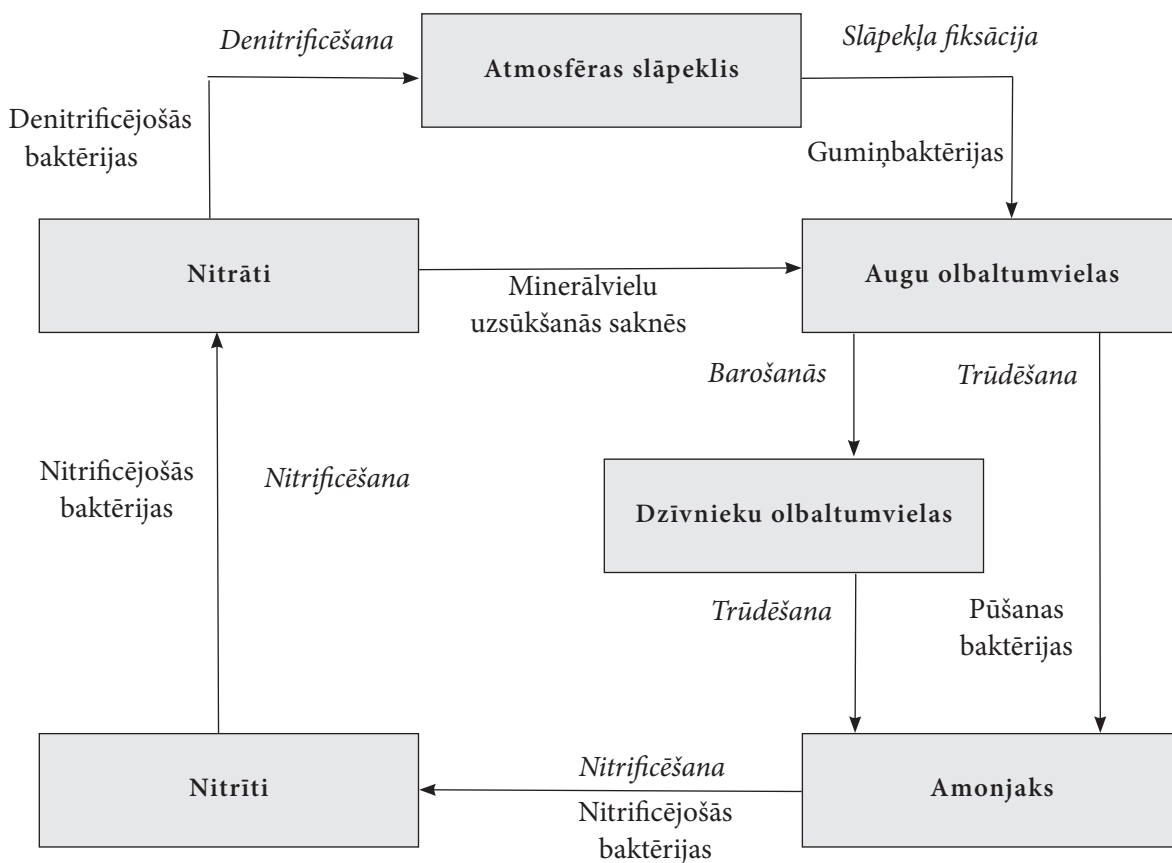 Denitrificēšana
Slāpekļa fiksācija
Atmosfēras slāpeklis
Denitrificējošās
baktērijas
Gumiņbaktērijas
Nitrāti
Augu olbaltumvielas
Minerālvielu
uzsūkšanās saknēs
Barošanās
Trūdēšana
Nitrificējošās
baktērijas
Nitrificēšana
Dzīvnieku olbaltumvielas
Trūdēšana
Pūšanas
baktērijas
Nitrīti
Nitrificēšana
Amonjaks
Nitrificējošās
baktērijas